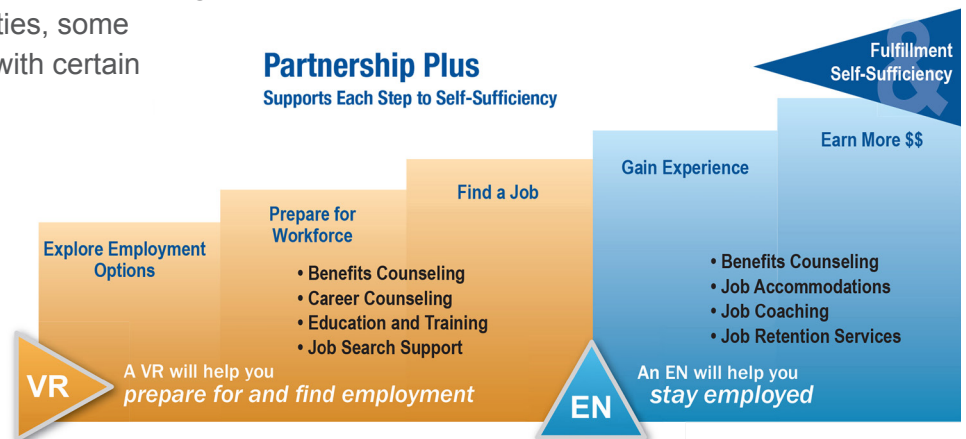 ties, some
with certain
Partnership Plus
Supports Each Step to Self-Sufficiency
&
Fulfillment
Self-Sufficiency
Explore Employment
Options
Prepare for
Workforce
Find a Job
Gain Experience
Earn More $$
• Benefits Counseling
• Career Counseling
• Education and Training
• Job Search Support
• Benefits Counseling
• Job Accommodations
• Job Coaching
• Job Retention Services
VR
A VR will help you
prepare for and find employment
EN
An EN will help you
stay employed